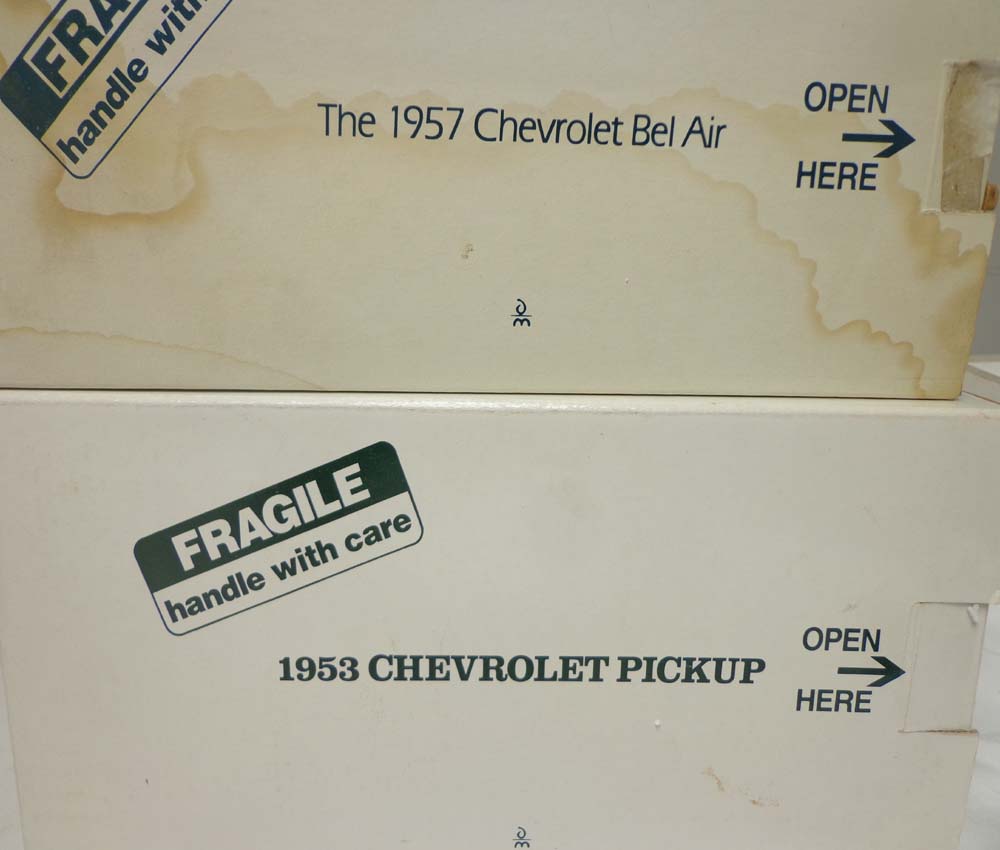 FRA
handle with
The 1957 Chevrolet Bel Air
OPEN
HERE
FRAGILE
handle with care
1953 CHEVROLET PICKUP
OPEN
HERE